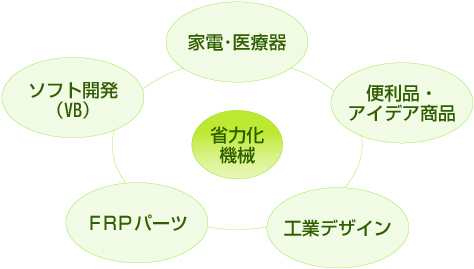 家電・医療器
ソフト開発
（VB）
便利品・
アイデア商品
省力化
機械
ＦＲＰパーツ
工業デザイン